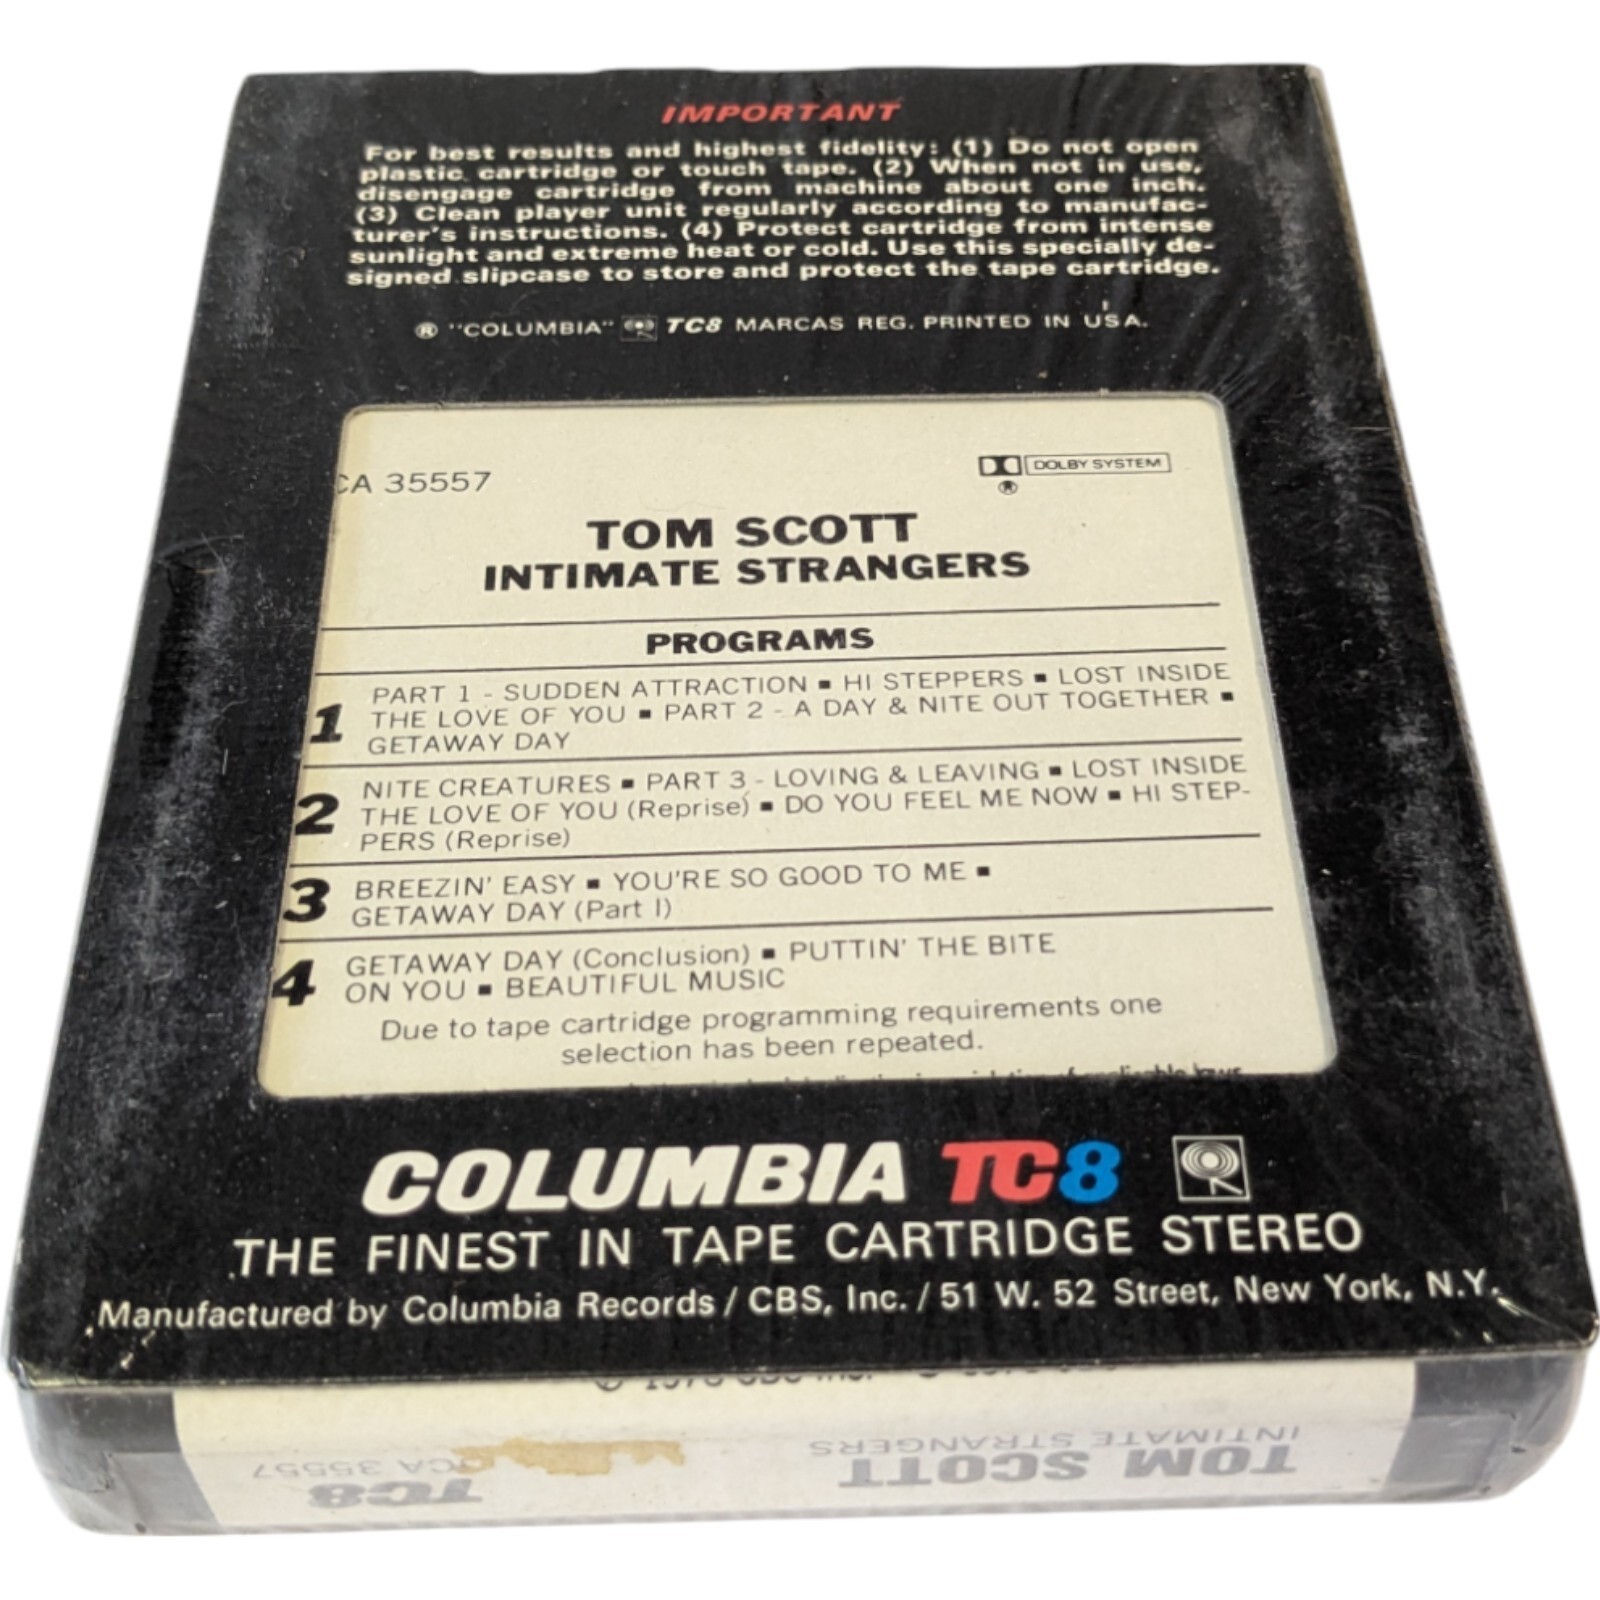 IMPORTANT
For best results and highest fidelity: (1) Do not open
plastic cartridge or touch tape. (2) When not in use,
disengage cartridge from machine about one inch.
(3) Clean player unit regularly according to manufac-
turer's instructions. (4) Protect cartridge from intense
sunlight and extreme heat or cold. Use this specially de-
signed slipcase to store and protect the tape cartridge.
® "COLUMBIA" TC8 MARCAS REG. PRINTED IN U.S.A.
CA 35557
DOLBY SYSTEM
®
TOM SCOTT
INTIMATE STRANGERS
PROGRAMS
1 PART 1 - SUDDEN ATTRACTION ▪ HI STEPPERS ▪ LOST INSIDE
THE LOVE OF YOU ▪ PART 2 - A DAY & NITE OUT TOGETHER ▪
GETAWAY DAY
2 NITE CREATURES ▪ PART 3 - LOVING & LEAVING ▪ LOST INSIDE
THE LOVE OF YOU (Reprise) ▪ DO YOU FEEL ME NOW ▪ HI STEP-
PERS (Reprise)
3 BREEZIN' EASY ▪ YOU'RE SO GOOD TO ME ▪
GETAWAY DAY (Part I)
4 GETAWAY DAY (Conclusion) ▪ PUTTIN' THE BITE
ON YOU ▪ BEAUTIFUL MUSIC
Due to tape cartridge programming requirements one
selection has been repeated.
of applicable laws
COLUMBIA TC8
THE FINEST IN TAPE CARTRIDGE STEREO
Manufactured by Columbia Records / CBS, Inc. / 51 W. 52 Street, New York, N.Y.
TOM SCOTT
INTIMATE STRANGERS
TC8
CA 35557